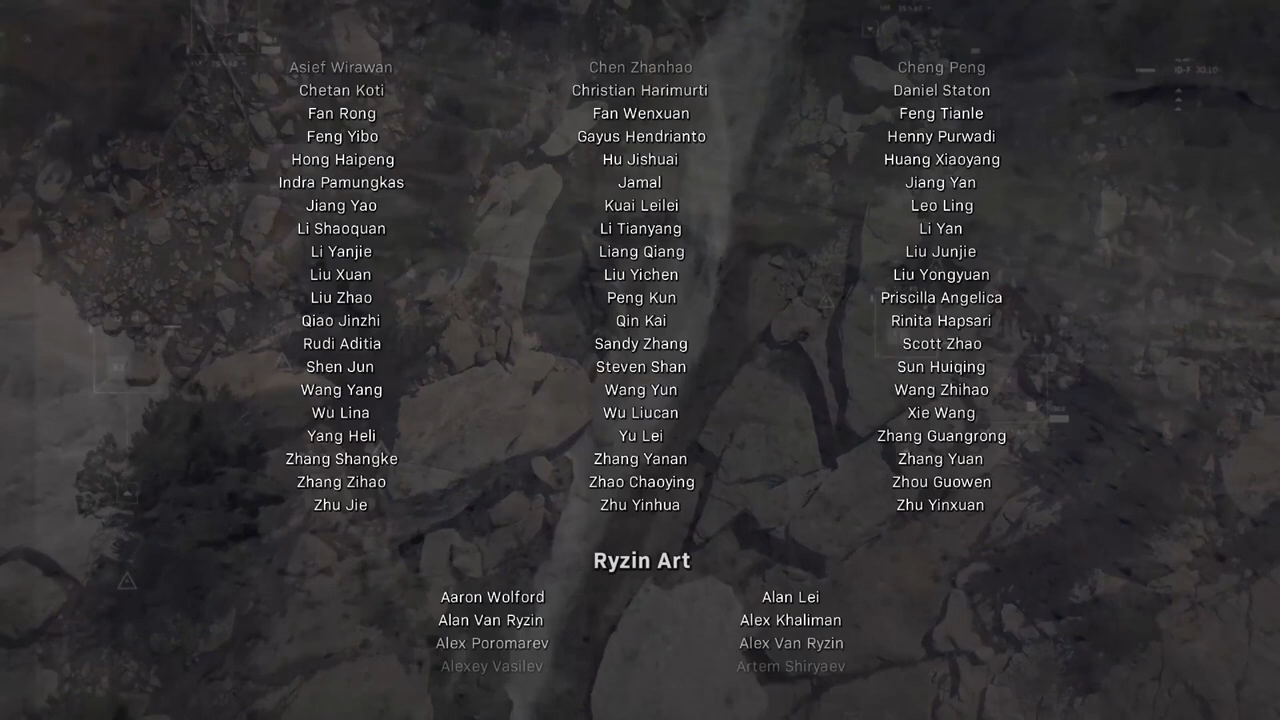 Asief Wirawan Chen Zhanhao Cheng Peng
Chetan Koti Christian Harimurti Daniel Staton
Fan Rong Fan Wenxuan Feng Tianle
Feng Yibo Gayus Hendrianto Henny Purwadi
Hong Haipeng Hu Jishuai Huang Xiaoyang
Indra Pamungkas Jamal Jiang Yan
Jiang Yao Kuai Leilei Leo Ling
Li Shaoquan Li Tianyang Li Yan
Li Yanjie Liang Qiang Liu Junjie
Liu Xuan Liu Yichen Liu Yongyuan
Liu Zhao Peng Kun Priscilla Angelica
Qiao Jinzhi Qin Kai Rinita Hapsari
Rudi Aditia Sandy Zhang Scott Zhao
Shen Jun Steven Shan Sun Huiqing
Wang Yang Wang Yun Wang Zhihao
Wu Lina Wu Liucan Xie Wang
Yang Heli Yu Lei Zhang Guangrong
Zhang Shangke Zhang Yanan Zhang Yuan
Zhang Zihao Zhao Chaoying Zhou Guowen
Zhu Jie Zhu Yinhua Zhu Yinxuan
Ryzin Art
Aaron Wolford Alan Lei
Alan Van Ryzin Alex Khaliman
Alex Poromarev Alex Van Ryzin
Alexey Vasilev Artem Shiryaev